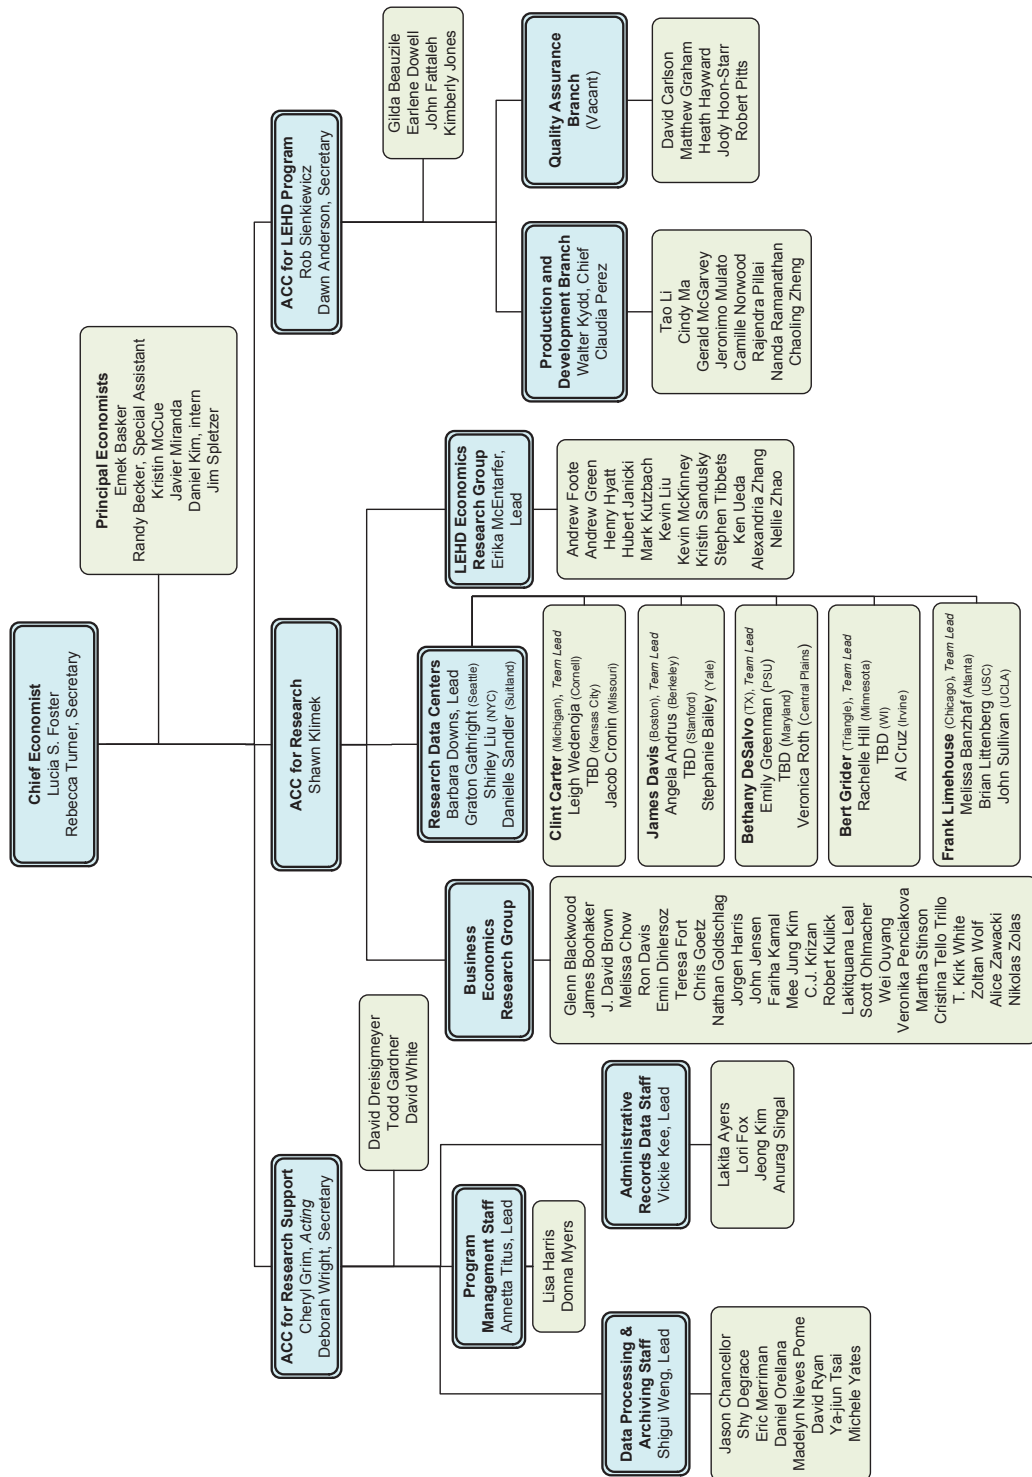 Chief Economist
Lucia S. Foster
Rebecca Turner, Secretary
Principal Economists
Emek Basker
Randy Becker, Special Assistant
Kristin McCue
Javier Miranda
Daniel Kim, intern
Jim Spletzer
ACC for Research Support
Cheryl Grim, Acting
Deborah Wright, Secretary
David Dreisigmeyer
Todd Gardner
David White
Data Processing &
Archiving Staff
Shigui Weng, Lead
Jason Chancellor
Shy Degrace
Eric Merriman
Daniel Orellana
Madelyn Nieves Pome
David Ryan
Ya-jiun Tsai
Michele Yates
Program
Management Staff
Annetta Titus, Lead
Lisa Harris
Donna Myers
Administrative
Records Data Staff
Vickie Kee, Lead
Lakita Ayers
Lori Fox
Jeong Kim
Anurag Singal
ACC for Research
Shawn Klimek
Business
Economics
Research Group
Glenn Blackwood
James Boohaker
J. David Brown
Melissa Chow
Ron Davis
Emin Dinlersoz
Teresa Fort
Chris Goetz
Nathan Goldschlag
Jorgen Harris
John Jensen
Fariha Kamal
Mee Jung Kim
C.J. Krizan
Robert Kulick
Lakitquana Leal
Scott Ohlmacher
Wei Ouyang
Veronika Penciakova
Martha Stinson
Cristina Tello Trillo
T. Kirk White
Zoltan Wolf
Alice Zawacki
Nikolas Zolas
Research Data Centers
Barbara Downs, Lead
Graton Gathright (Seattle)
Shirley Liu (NYC)
Danielle Sandler (Suitland)
Clint Carter (Michigan), Team Lead
Leigh Wedenoja (Cornell)
TBD (Kansas City)
Jacob Cronin (Missouri)
James Davis (Boston), Team Lead
Angela Andrus (Berkeley)
TBD (Stanford)
Stephanie Bailey (Yale)
Bethany DeSalvo (TX), Team Lead
Emily Greenman (PSU)
TBD (Maryland)
Veronica Roth (Central Plains)
Bert Grider (Triangle), Team Lead
Rachelle Hill (Minnesota)
TBD (WI)
Al Cruz (Irvine)
Frank Limehouse (Chicago), Team Lead
Melissa Banzhaf (Atlanta)
Brian Littenberg (USC)
John Sullivan (UCLA)
LEHD Economics
Research Group
Erika McEntarfer,
Lead
Andrew Foote
Andrew Green
Henry Hyatt
Hubert Janicki
Mark Kutzbach
Kevin Liu
Kevin McKinney
Kristin Sandusky
Stephen Tibbets
Ken Ueda
Alexandria Zhang
Nellie Zhao
ACC for LEHD Program
Rob Sienkiewicz
Dawn Anderson, Secretary
Gilda Beauzile
Earlene Dowell
John Fattaleh
Kimberly Jones
Production and
Development Branch
Walter Kydd, Chief
Claudia Perez
Tao Li
Cindy Ma
Gerald McGarvey
Jeronimo Mulato
Camille Norwood
Rajendra Pillai
Nanda Ramanathan
Chaoling Zheng
Quality Assurance
Branch
(Vacant)
David Carlson
Matthew Graham
Heath Hayward
Jody Hoon-Starr
Robert Pitts